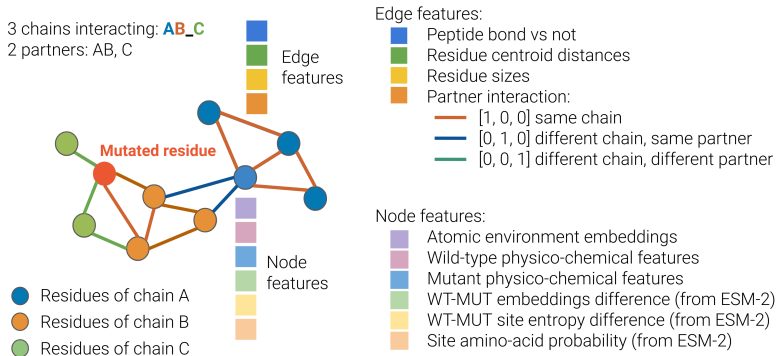 3 chains interacting: AB_C
2 partners: AB, C
Edge
features
Mutated residue
Node
features
Residues of chain A
Residues of chain B
Residues of chain C
Edge features:
Peptide bond vs not
Residue centroid distances
Residue sizes
Partner interaction:
[1, 0, 0] same chain
[0, 1, 0] different chain, same partner
[0, 0, 1] different chain, different partner
Node features:
Atomic environment embeddings
Wild-type physico-chemical features
Mutant physico-chemical features
WT-MUT embeddings difference (from ESM-2)
WT-MUT site entropy difference (from ESM-2)
Site amino-acid probability (from ESM-2)